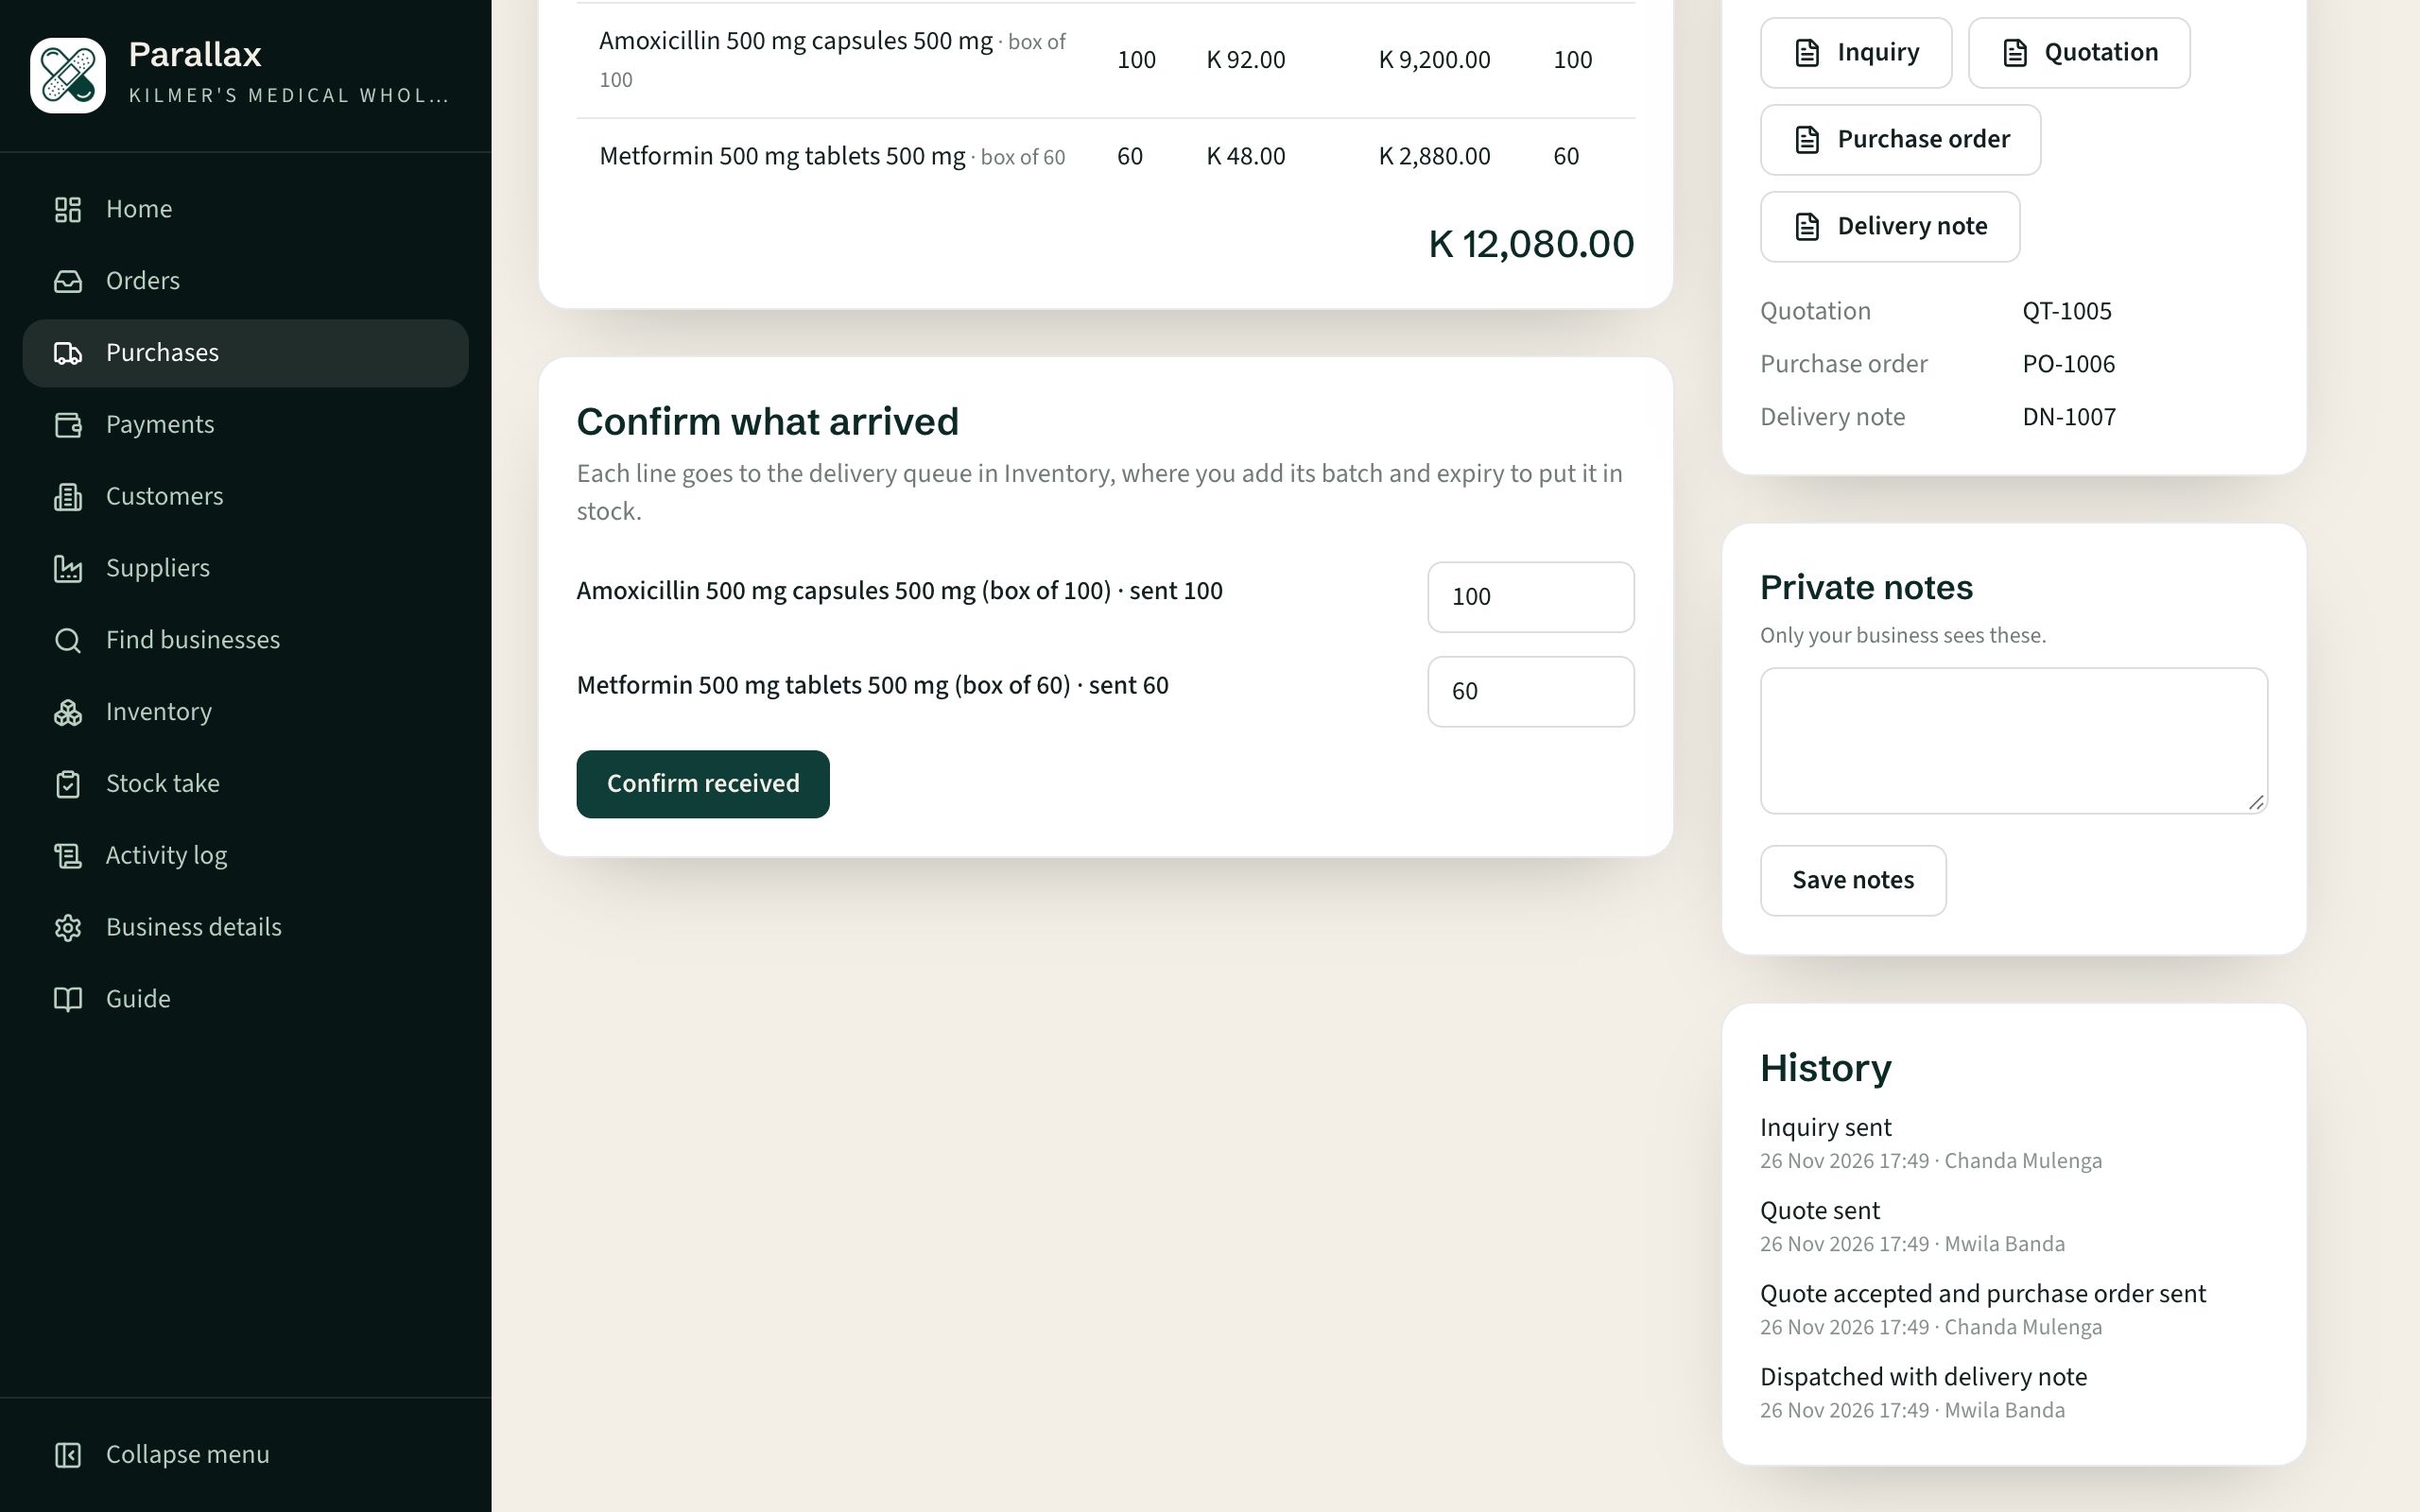 Parallax
KILMER'S MEDICAL WHOL...
Home
Orders
Purchases
Payments
Customers
Suppliers
Find businesses
Inventory
Stock take
Activity log
Business details
Guide
Collapse menu
Amoxicillin 500 mg capsules 500 mg · box of
100
100 K 92.00 K 9,200.00 100
Metformin 500 mg tablets 500 mg · box of 60 60 K 48.00 K 2,880.00 60
K 12,080.00
Confirm what arrived
Each line goes to the delivery queue in Inventory, where you add its batch and expiry to put it in
stock.
Amoxicillin 500 mg capsules 500 mg (box of 100) · sent 100 100
Metformin 500 mg tablets 500 mg (box of 60) · sent 60 60
Confirm received
Inquiry Quotation
Purchase order
Delivery note
Quotation QT-1005
Purchase order PO-1006
Delivery note DN-1007
Private notes
Only your business sees these.
Save notes
History
Inquiry sent
26 Nov 2026 17:49 · Chanda Mulenga
Quote sent
26 Nov 2026 17:49 · Mwila Banda
Quote accepted and purchase order sent
26 Nov 2026 17:49 · Chanda Mulenga
Dispatched with delivery note
26 Nov 2026 17:49 · Mwila Banda